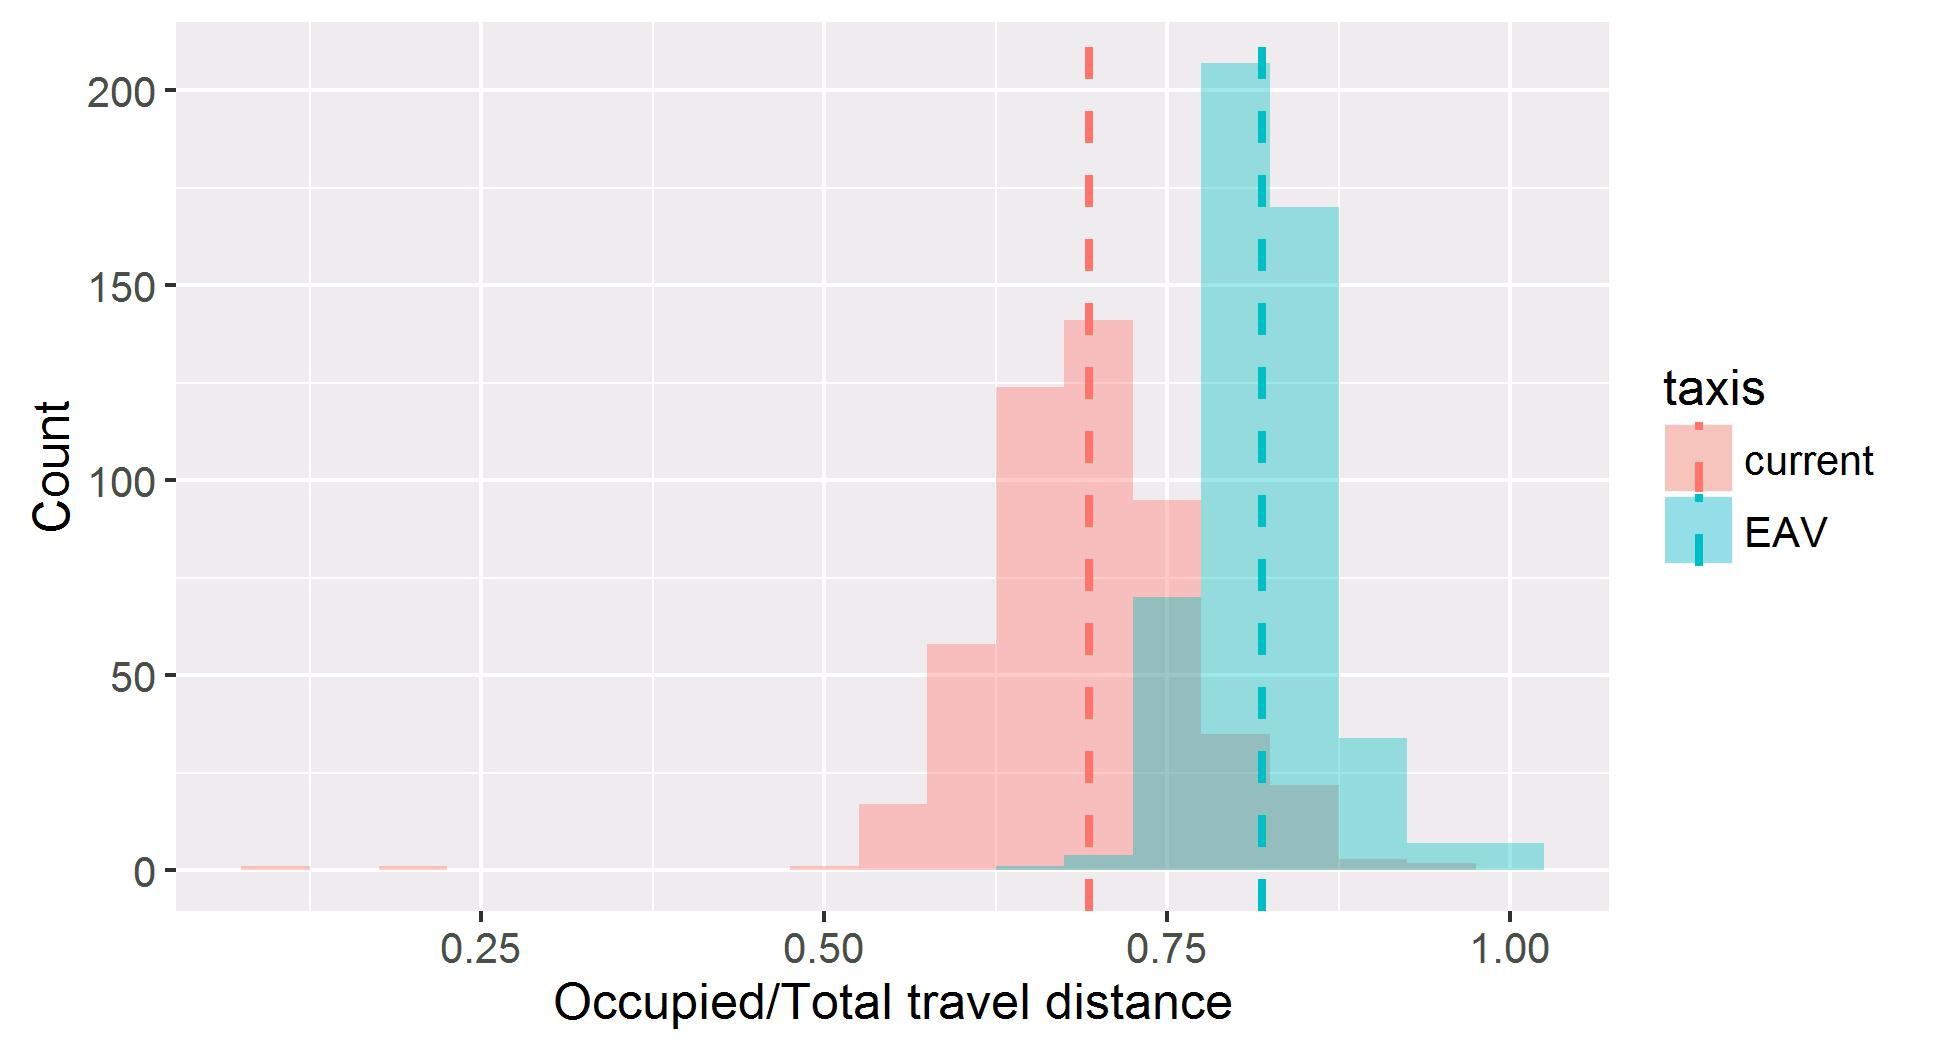 200
150
100
50
0
Count
0.25 0.50 0.75 1.00
Occupied/Total travel distance
taxis
current
EAV